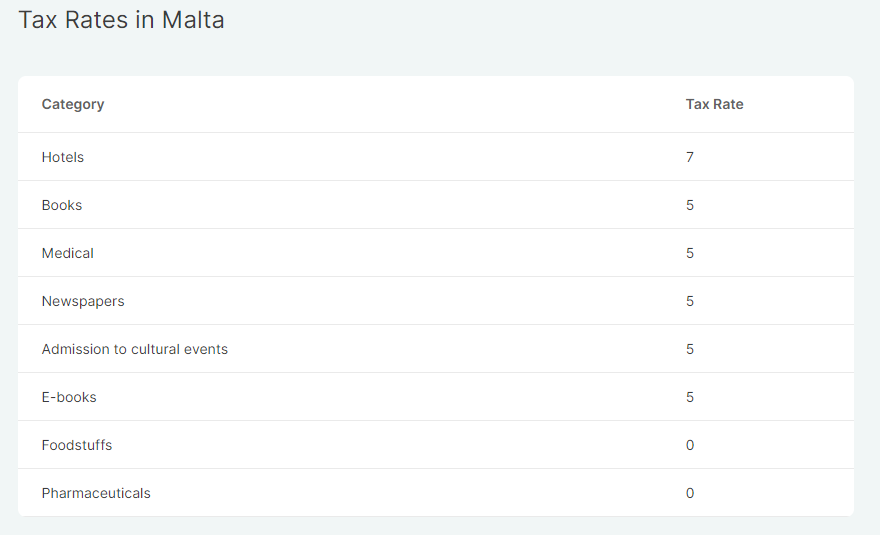 Tax Rates in Malta
Category Tax Rate
Hotels 7
Books 5
Medical 5
Newspapers 5
Admission to cultural events 5
E-books 5
Foodstuffs 0
Pharmaceuticals 0